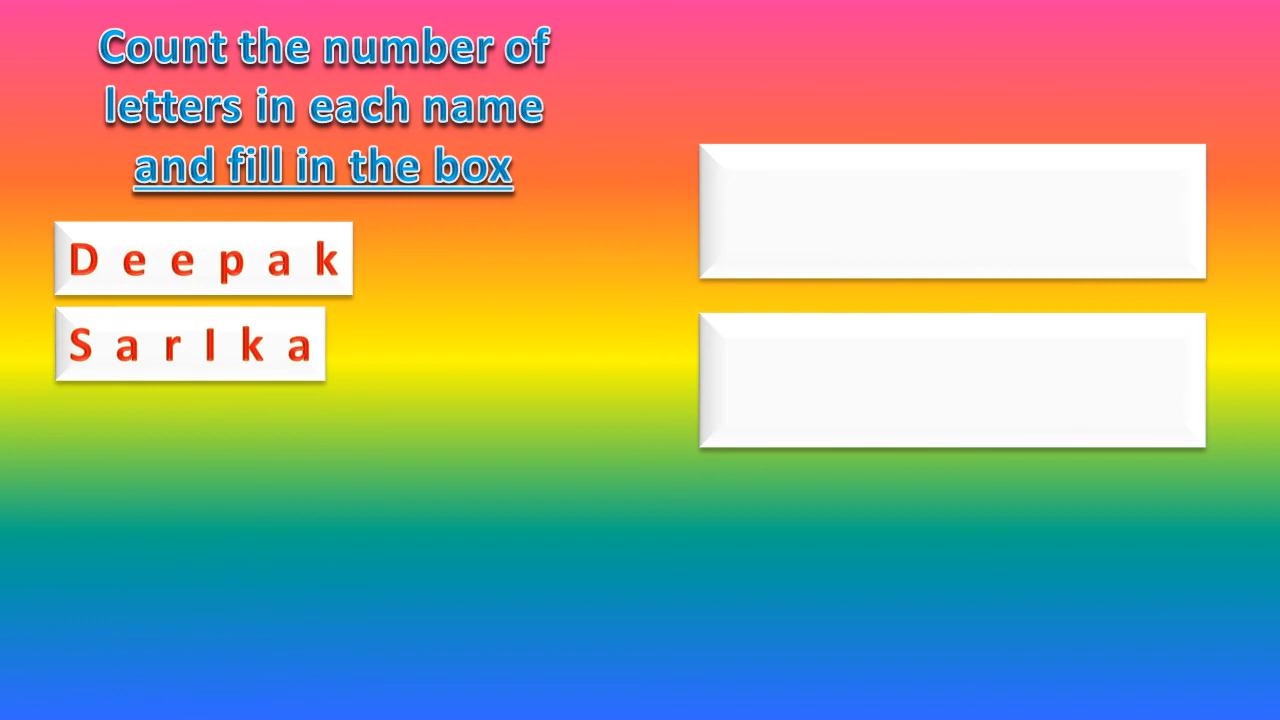 Count the number of
letters in each name
and fill in the box
D e e p a k
S a r I k a